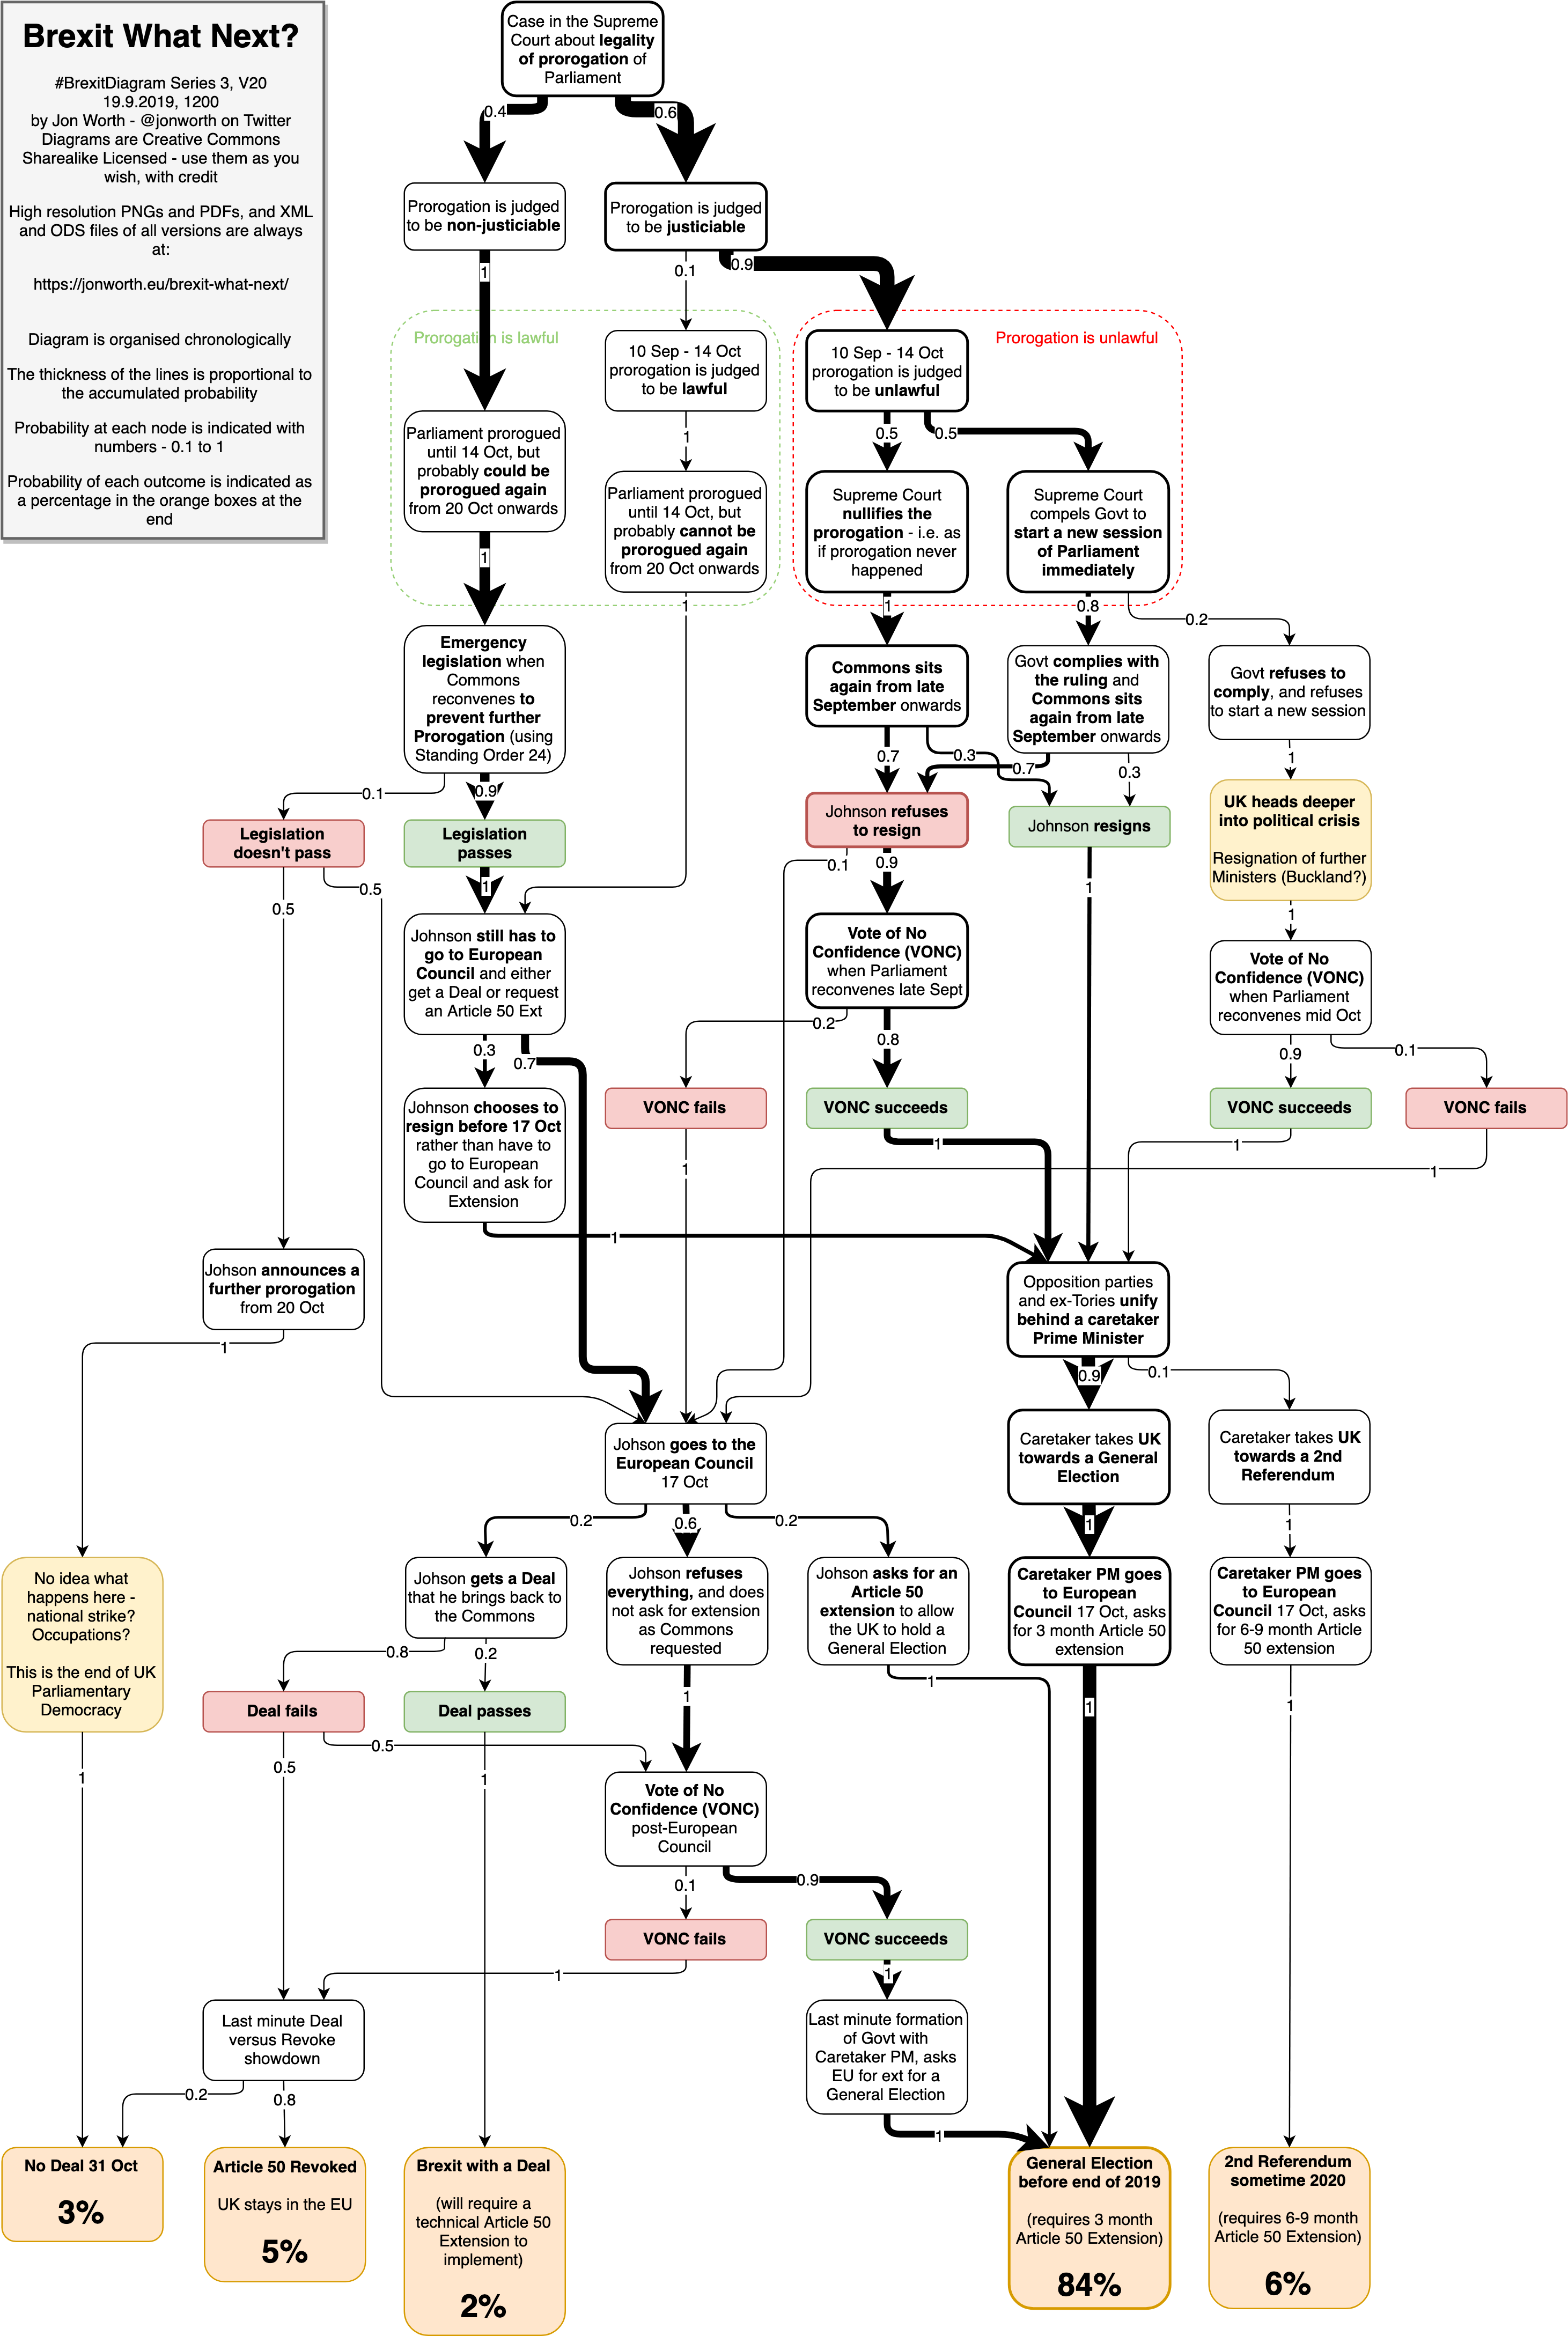 Brexit What Next?
#BrexitDiagram Series 3, V20
19.9.2019, 1200
by Jon Worth - @jonworth on Twitter
Diagrams are Creative Commons
Sharealike Licensed - use them as you
wish, with credit
High resolution PNGs and PDFs, and XML
and ODS files of all versions are always
at:
https://jonworth.eu/brexit-what-next/
Diagram is organised chronologically
The thickness of the lines is proportional to
the accumulated probability
Probability at each node is indicated with
numbers - 0.1 to 1
Probability of each outcome is indicated as
a percentage in the orange boxes at the
end
Case in the Supreme
Court about legality
of prorogation of
Parliament
0.4
0.6
Prorogation is judged
to be non-justiciable
Prorogation is judged
to be justiciable
1
0.1
0.9
Prorogation is lawful
Prorogation is unlawful
10 Sep - 14 Oct
prorogation is judged
to be lawful
10 Sep - 14 Oct
prorogation is judged
to be unlawful
1
0.5
0.5
Parliament prorogued
until 14 Oct, but
probably could be
prorogued again
from 20 Oct onwards
Parliament prorogued
until 14 Oct, but
probably cannot be
prorogued again
from 20 Oct onwards
Supreme Court
nullifies the
prorogation - i.e. as
if prorogation never
happened
Supreme Court
compels Govt to
start a new session
of Parliament
immediately
1
1
1
0.8
0.2
Emergency
legislation when
Commons
reconvenes to
prevent further
Prorogation (using
Standing Order 24)
Commons sits
again from late
September onwards
Govt complies with
the ruling and
Commons sits
again from late
September onwards
Govt refuses to
comply, and refuses
to start a new session
0.1
0.9
0.7
0.3
0.7
0.3
1
Legislation
doesn't pass
Legislation
passes
Johnson refuses
to resign
Johnson resigns
UK heads deeper
into political crisis
Resignation of further
Ministers (Buckland?)
0.5
0.5
1
0.1
0.9
1
1
Johnson still has to
go to European
Council and either
get a Deal or request
an Article 50 Ext
Vote of No
Confidence (VONC)
when Parliament
reconvenes late Sept
Vote of No
Confidence (VONC)
when Parliament
reconvenes mid Oct
0.3
0.7
0.2
0.8
0.9
0.1
Johnson chooses to
resign before 17 Oct
rather than have to
go to European
Council and ask for
Extension
VONC fails
VONC succeeds
VONC succeeds
VONC fails
1
1
1
1
1
Johson announces a
further prorogation
from 20 Oct
Opposition parties
and ex-Tories unify
behind a caretaker
Prime Minister
1
0.9
0.1
Johson goes to the
European Council
17 Oct
Caretaker takes UK
towards a General
Election
Caretaker takes UK
towards a 2nd
Referendum
0.2
0.6
0.2
1
1
No idea what
happens here -
national strike?
Occupations?
This is the end of UK
Parliamentary
Democracy
Johson gets a Deal
that he brings back to
the Commons
Johson refuses
everything, and does
not ask for extension
as Commons
requested
Johson asks for an
Article 50
extension to allow
the UK to hold a
General Election
Caretaker PM goes
to European
Council 17 Oct, asks
for 3 month Article 50
extension
Caretaker PM goes
to European
Council 17 Oct, asks
for 6-9 month Article
50 extension
0.8
0.2
1
1
1
1
Deal fails
Deal passes
1
0.5
0.5
1
Vote of No
Confidence (VONC)
post-European
Council
0.1
0.9
VONC fails
VONC succeeds
1
1
Last minute Deal
versus Revoke
showdown
Last minute formation
of Govt with
Caretaker PM, asks
EU for ext for a
General Election
0.2
0.8
1
No Deal 31 Oct
3%
Article 50 Revoked
UK stays in the EU
5%
Brexit with a Deal
(will require a
technical Article 50
Extension to
implement)
2%
General Election
before end of 2019
(requires 3 month
Article 50 Extension)
84%
2nd Referendum
sometime 2020
(requires 6-9 month
Article 50 Extension)
6%